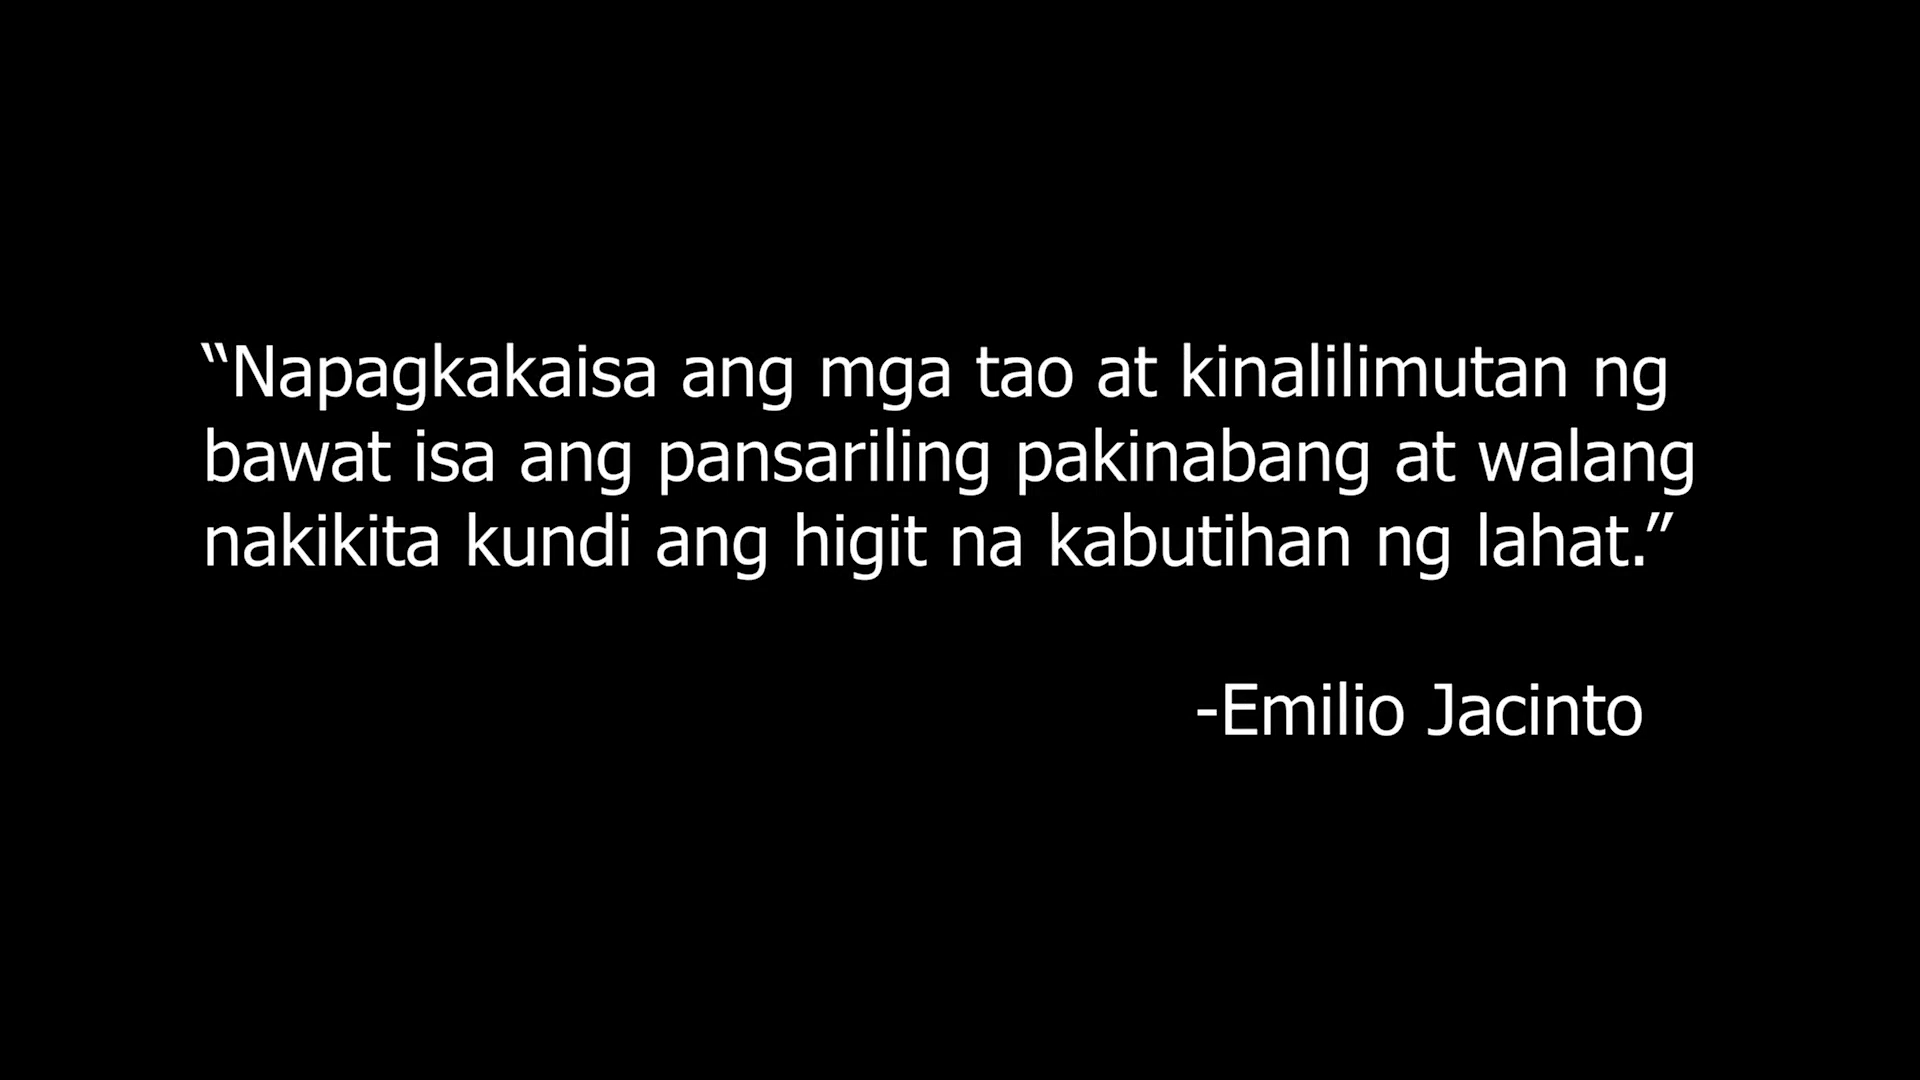 “Napagkakaisa ang mga tao at kinalilimutan ng
bawat isa ang pansariling pakinabang at walang
nakikita kundi ang higit na kabutihan ng lahat.”
-Emilio Jacinto